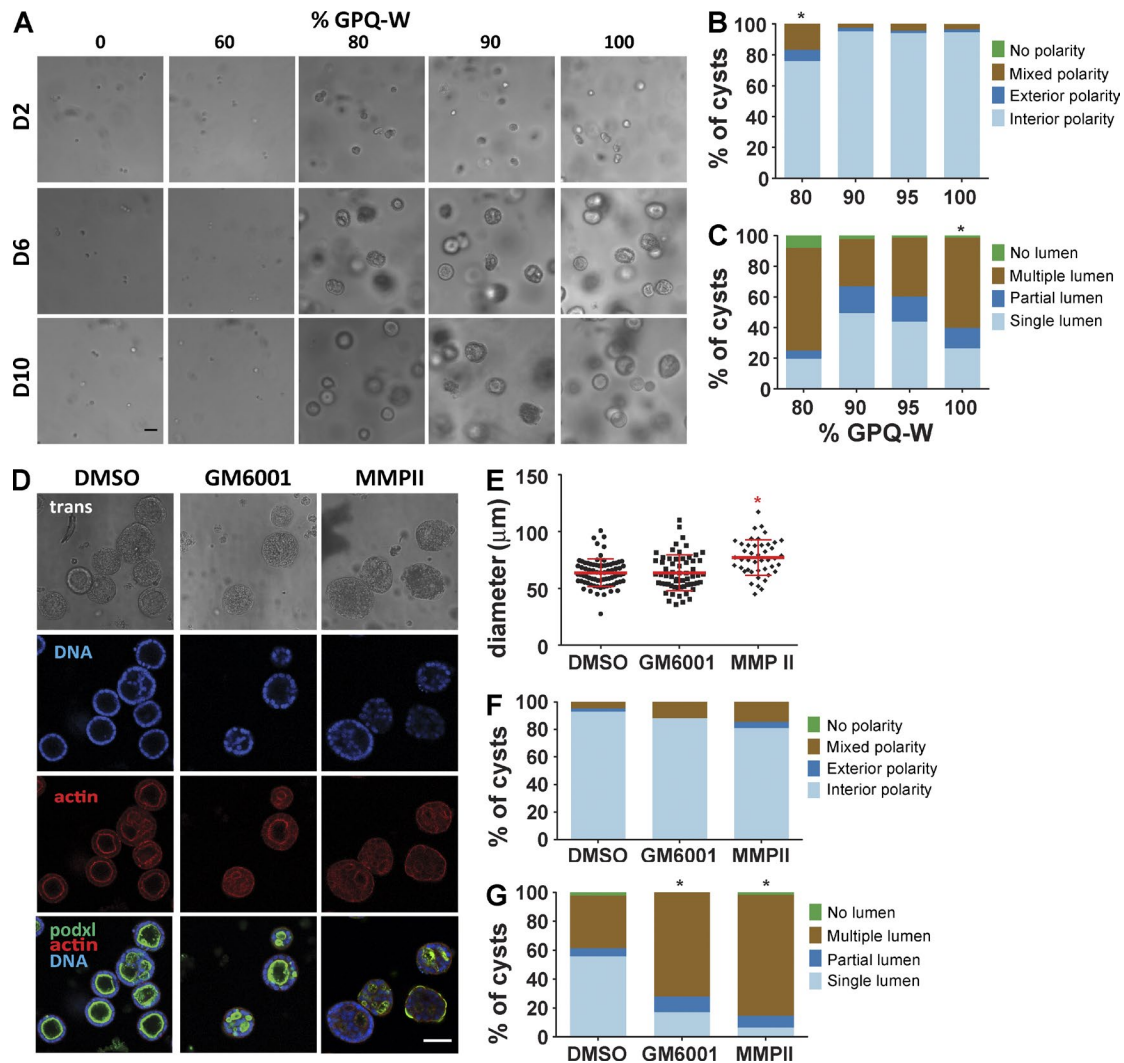 A
% GPQ-W
0 60 80 90 100
D2
D6
D10
B
*
% of cysts
100
80
60
40
20
0
80 90 95 100
No polarity
Mixed polarity
Exterior polarity
Interior polarity
C
*
% of cysts
100
80
60
40
20
0
80 90 95 100
% GPQ-W
No lumen
Multiple lumen
Partial lumen
Single lumen
D
DMSO GM6001 MMPII
trans
DNA
actin
podxl
actin
DNA
E
*
diameter (µm)
150
100
50
0
DMSO GM6001 MMP II
F
% of cysts
100
80
60
40
20
0
DMSO GM6001 MMPII
No polarity
Mixed polarity
Exterior polarity
Interior polarity
G
* *
% of cysts
100
80
60
40
20
0
DMSO GM6001 MMPII
No lumen
Multiple lumen
Partial lumen
Single lumen